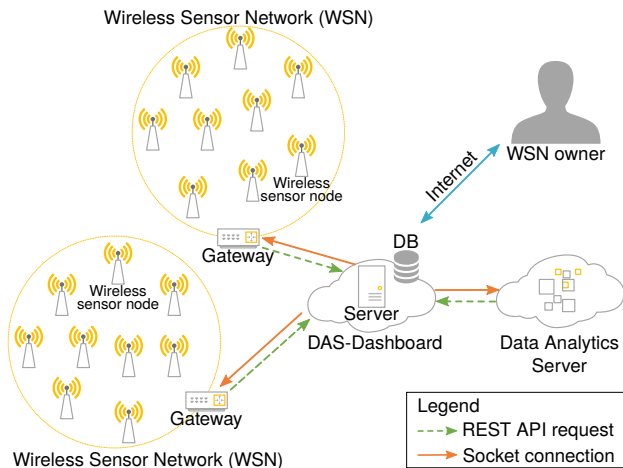 Wireless Sensor Network (WSN)
Wireless
sensor node
Gateway
Internet
WSN owner
DB
Server
DAS-Dashboard
Data Analytics
Server
Wireless
sensor node
Gateway
Wireless Sensor Network (WSN)
Legend
REST API request
Socket connection